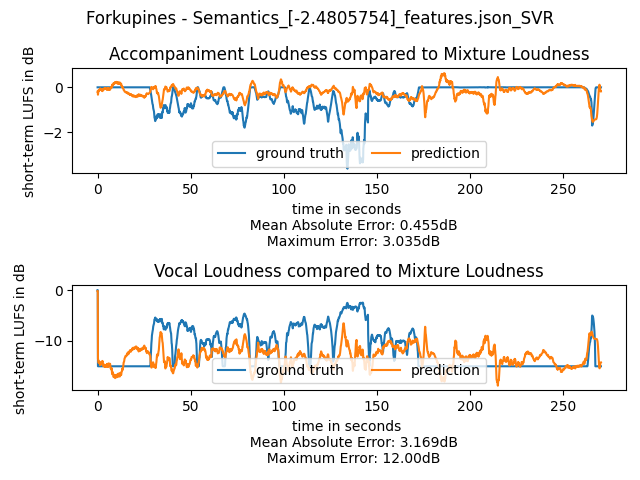 Forkupines - Semantics_[-2.4805754]_features.json_SVR
Accompaniment Loudness compared to Mixture Loudness
short-term LUFS in dB
0
−2
ground truth
prediction
0
50
100
150
200
250
time in seconds
Mean Absolute Error: 0.455dB
Maximum Error: 3.035dB
Vocal Loudness compared to Mixture Loudness
short-term LUFS in dB
0
−10
ground truth
prediction
0
50
100
150
200
250
time in seconds
Mean Absolute Error: 3.169dB
Maximum Error: 12.00dB